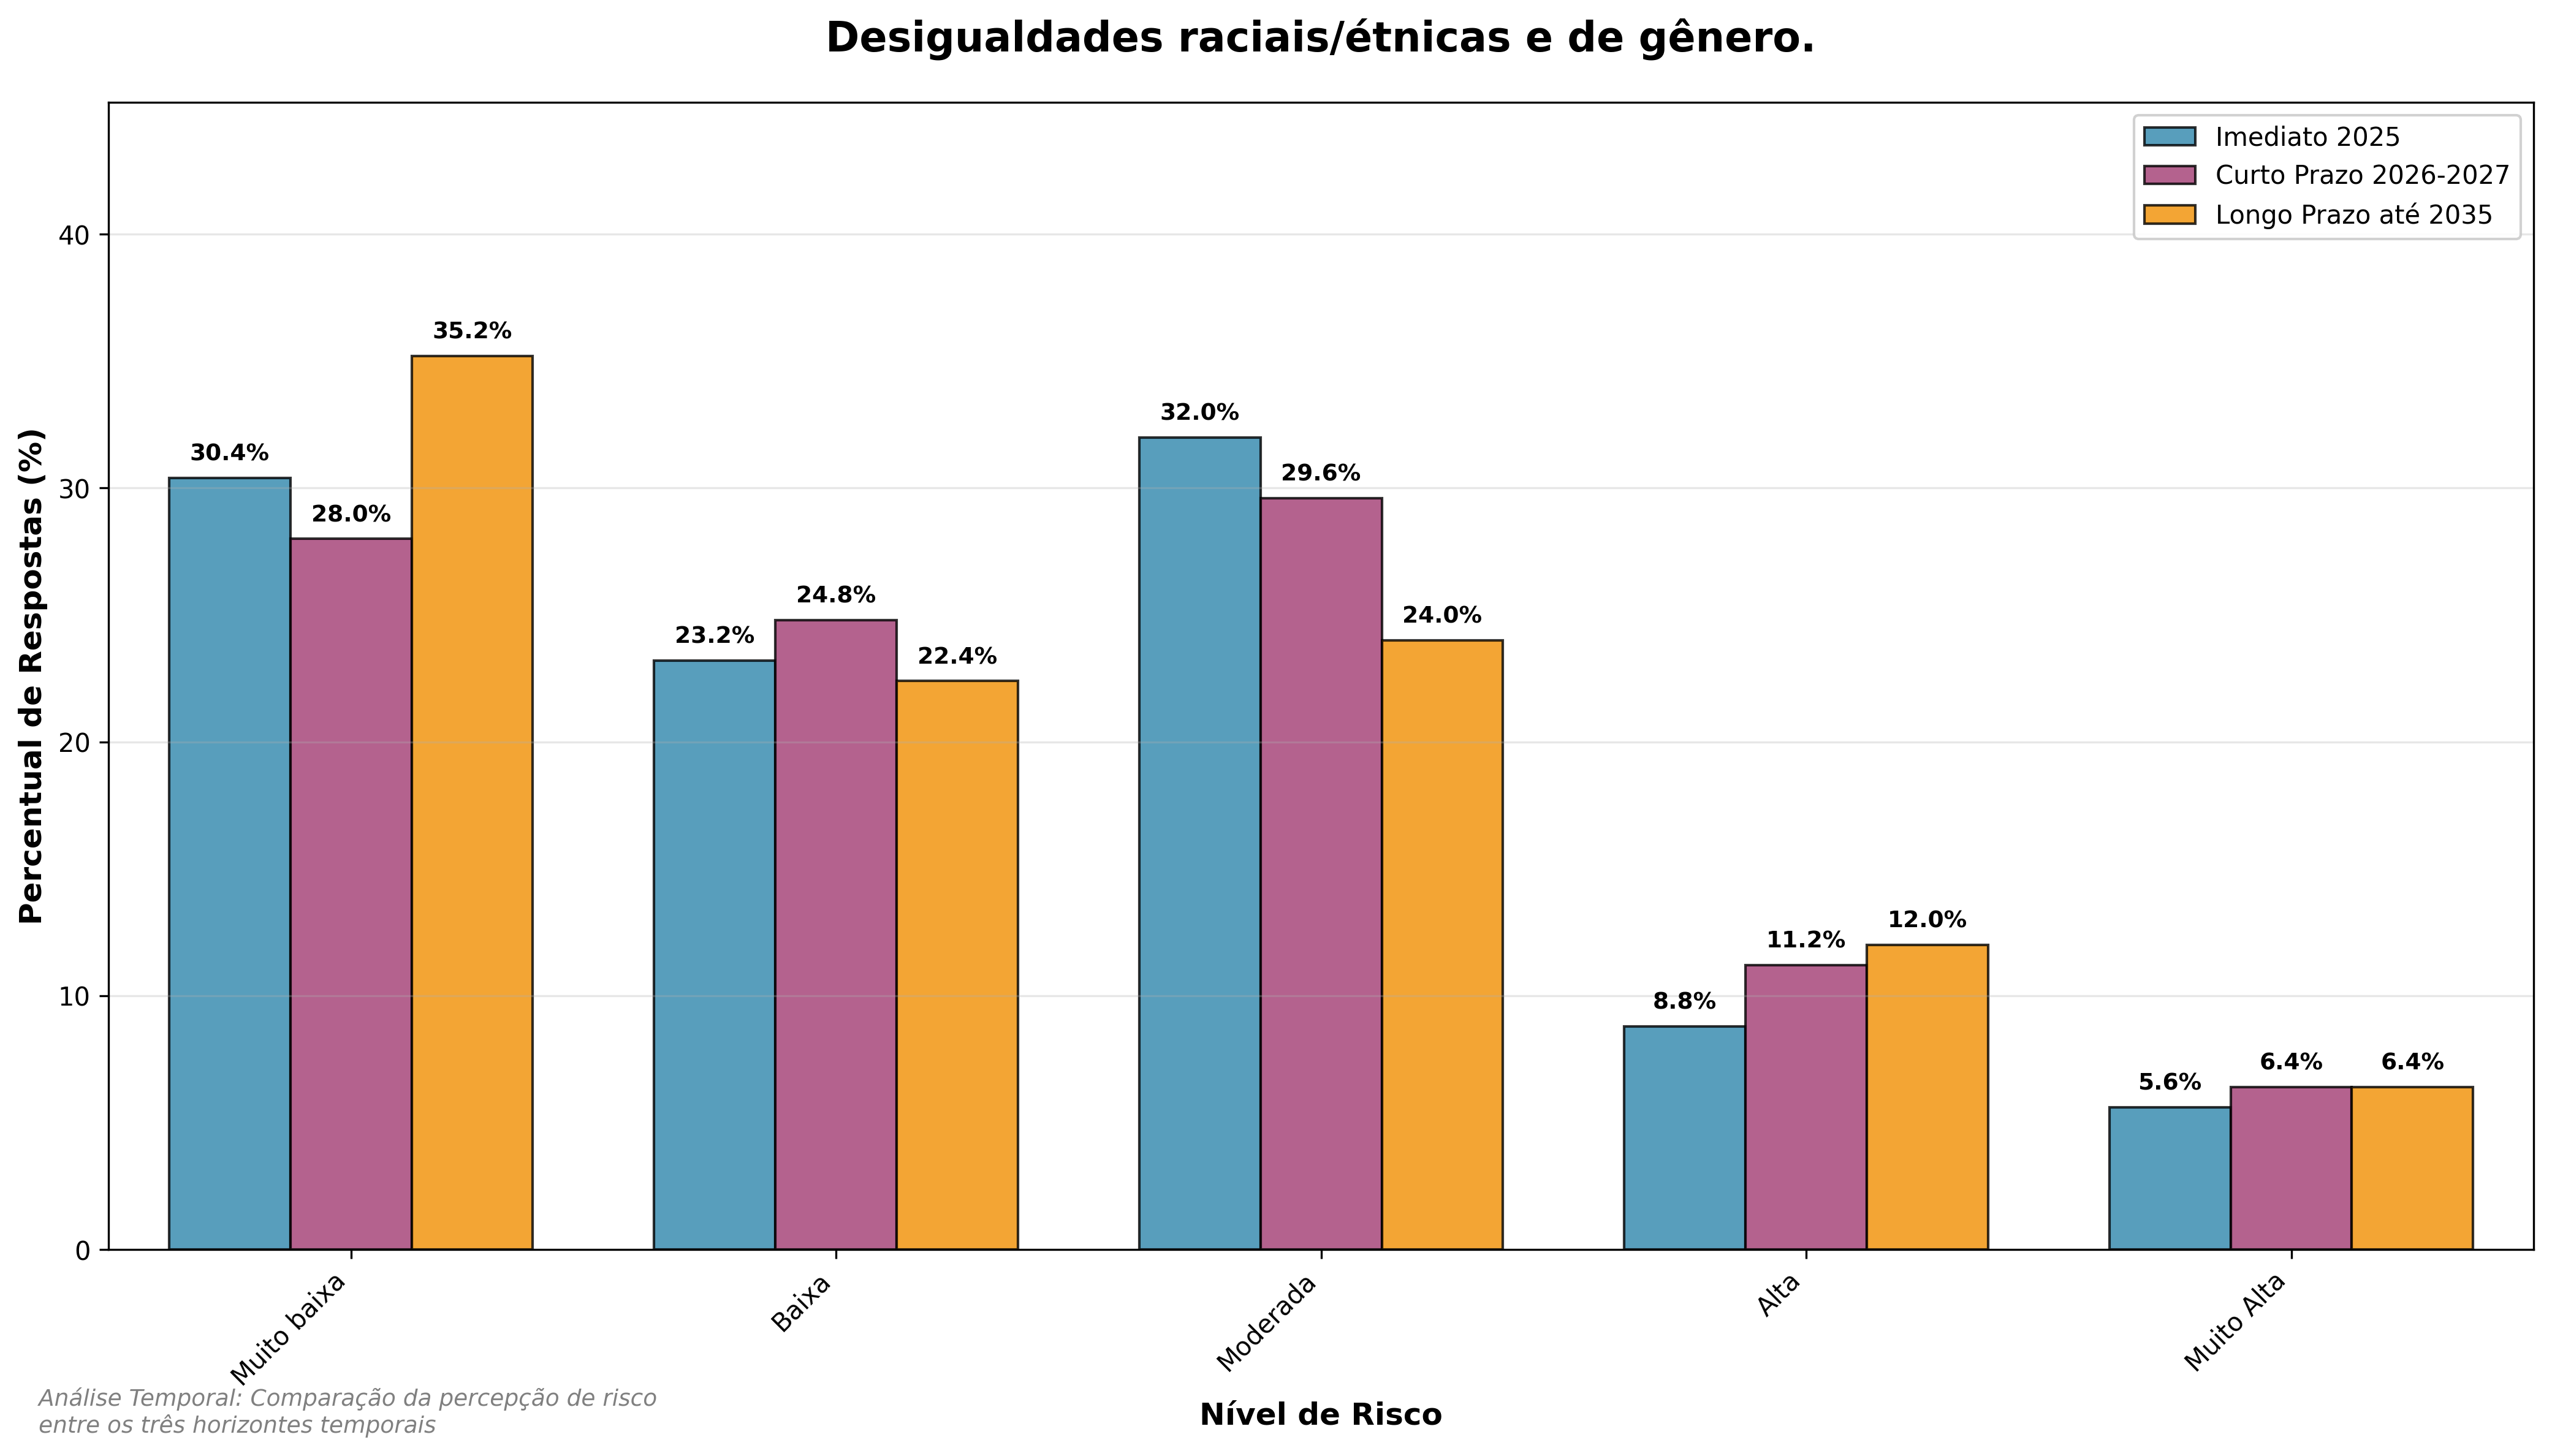 Desigualdades raciais/étnicas e de gênero.
Imediato 2025
Curto Prazo 2026-2027
Longo Prazo até 2035
Percentual de Respostas (%)
40
30
20
10
0
30.4%
28.0%
35.2%
23.2%
24.8%
22.4%
32.0%
29.6%
24.0%
8.8%
11.2%
12.0%
5.6%
6.4%
6.4%
Muito baixa
Baixa
Moderada
Alta
Muito Alta
Nível de Risco
Análise Temporal: Comparação da percepção de risco
entre os três horizontes temporais